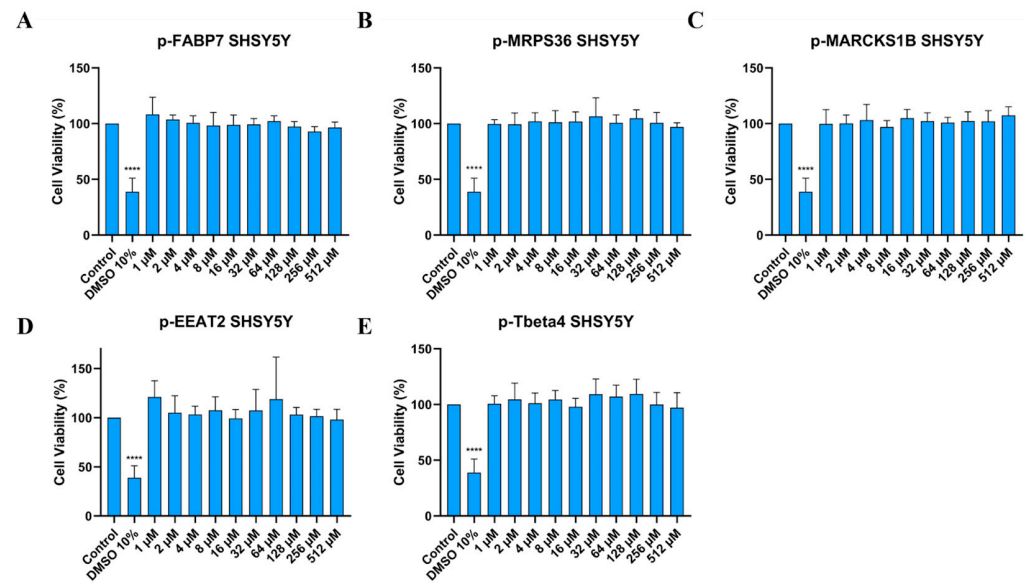 A
p-FABP7 SHSY5Y
Cell Viability (%)
150
100
50
0
****
Control
DMSO 10%
1 µM
2 µM
4 µM
8 µM
16 µM
32 µM
64 µM
128 µM
256 µM
512 µM
B
p-MRPS36 SHSY5Y
Cell Viability (%)
150
100
50
0
****
Control
DMSO 10%
1 µM
2 µM
4 µM
8 µM
16 µM
32 µM
64 µM
128 µM
256 µM
512 µM
C
p-MARCKS1B SHSY5Y
Cell Viability (%)
150
100
50
0
****
Control
DMSO 10%
1 µM
2 µM
4 µM
8 µM
16 µM
32 µM
64 µM
128 µM
256 µM
512 µM
D
p-EEAT2 SHSY5Y
Cell Viability (%)
150
100
50
0
****
Control
DMSO 10%
1 µM
2 µM
4 µM
8 µM
16 µM
32 µM
64 µM
128 µM
256 µM
512 µM
E
p-Tbeta4 SHSY5Y
Cell Viability (%)
150
100
50
0
****
Control
DMSO 10%
1 µM
2 µM
4 µM
8 µM
16 µM
32 µM
64 µM
128 µM
256 µM
512 µM